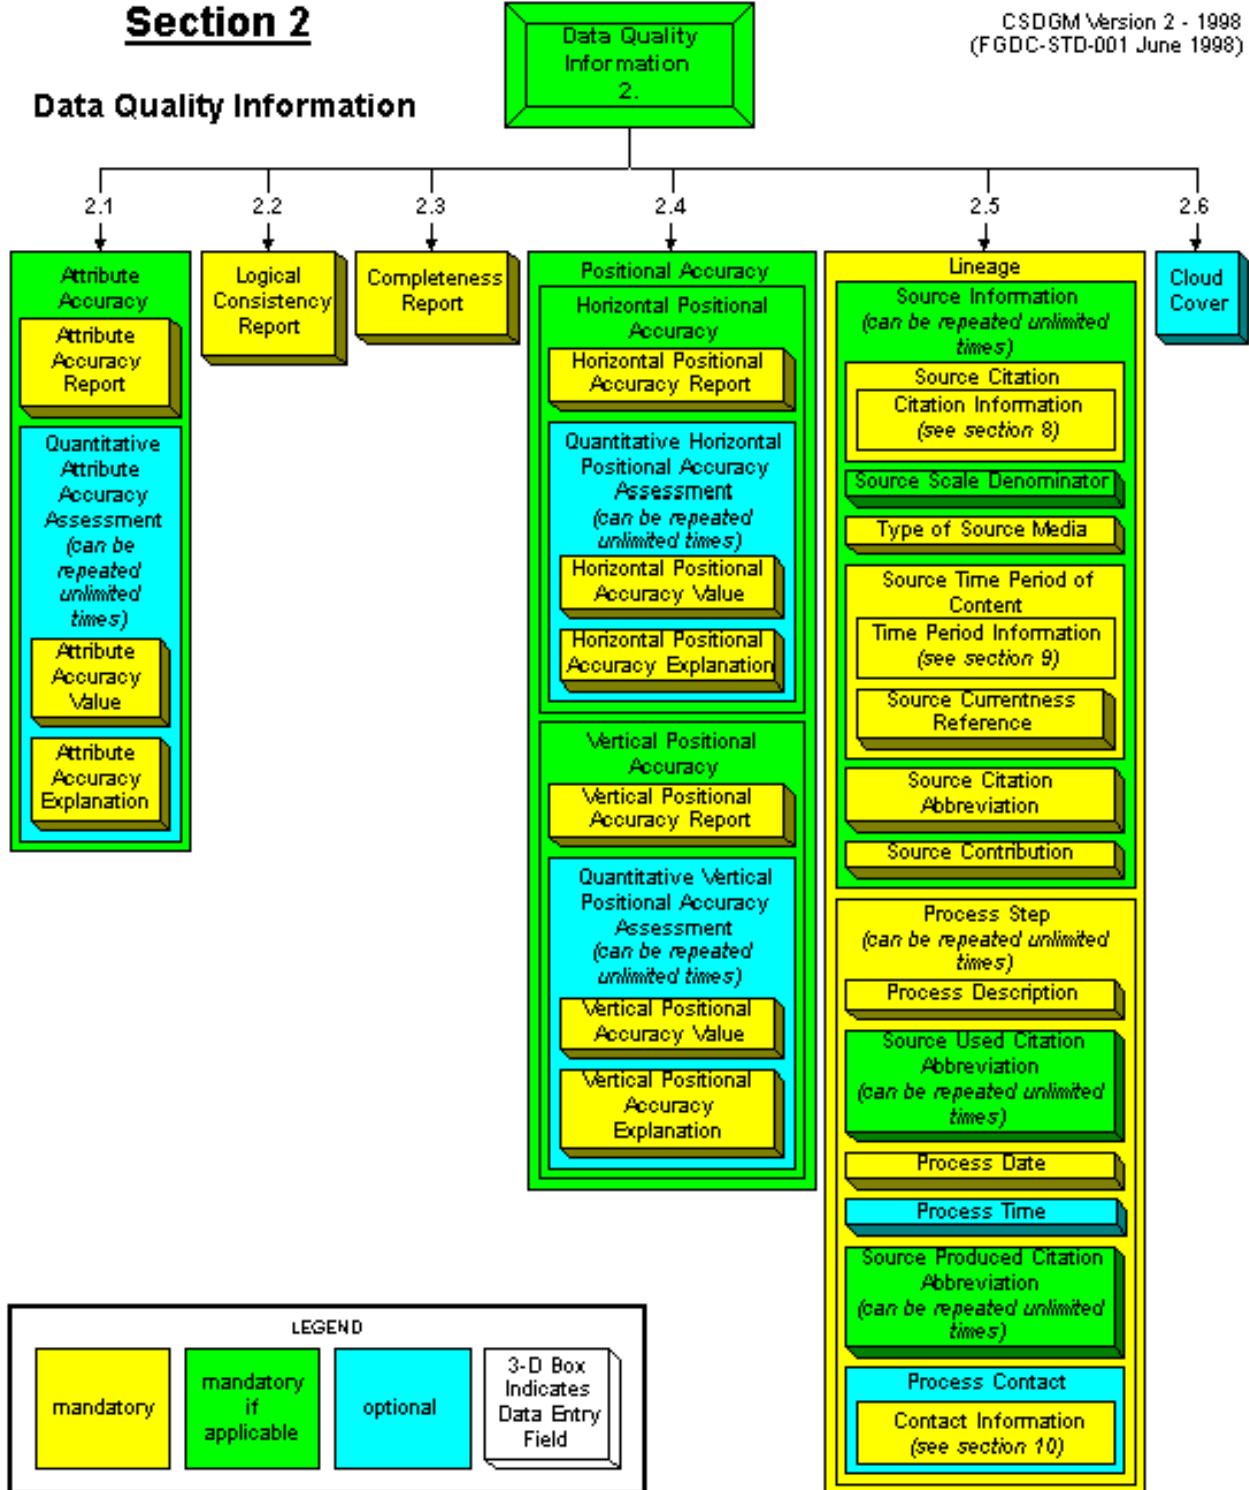 Section 2
CSDGM Version 2 - 1998
(FGDC-STD-001 June 1998)
Data Quality Information
Data Quality
Information
2.
2.1
2.2
2.3
2.4
2.5
2.6
Attribute
Accuracy
Attribute
Accuracy
Report
Quantitative
Attribute
Accuracy
Assessment
(can be
repeated
unlimited
times)
Attribute
Accuracy
Value
Attribute
Accuracy
Explanation
Logical
Consistency
Report
Completeness
Report
Positional Accuracy
Horizontal Positional
Accuracy
Horizontal Positional
Accuracy Report
Quantitative Horizontal
Positional Accuracy
Assessment
(can be repeated
unlimited times)
Horizontal Positional
Accuracy Value
Horizontal Positional
Accuracy Explanation
Vertical Positional
Accuracy
Vertical Positional
Accuracy Report
Quantitative Vertical
Positional Accuracy
Assessment
(can be repeated
unlimited times)
Vertical Positional
Accuracy Value
Vertical Positional
Accuracy
Explanation
Lineage
Source Information
(can be repeated unlimited
times)
Source Citation
Citation Information
(see section 8)
Source Scale Denominator
Type of Source Media
Source Time Period of
Content
Time Period Information
(see section 9)
Source Currentness
Reference
Source Citation
Abbreviation
Source Contribution
Process Step
(can be repeated unlimited
times)
Process Description
Source Used Citation
Abbreviation
(can be repeated unlimited
times)
Process Date
Process Time
Source Produced Citation
Abbreviation
(can be repeated unlimited
times)
Process Contact
Contact Information
(see section 10)
Cloud
Cover
LEGEND
mandatory
mandatory
if
applicable
optional
3-D Box
Indicates
Data Entry
Field